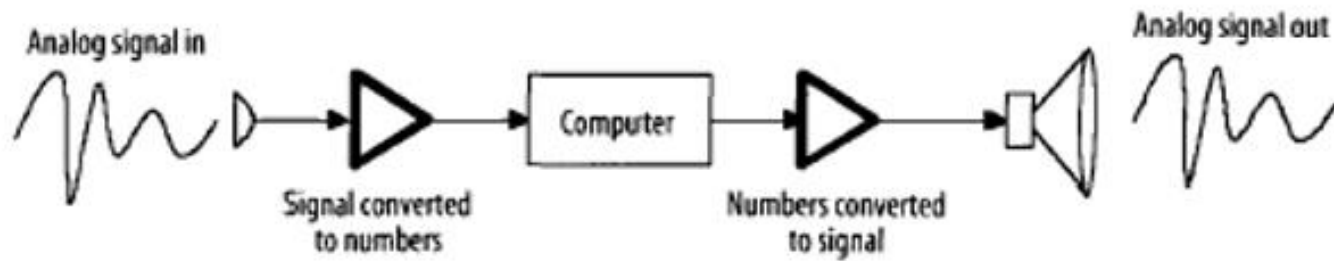 Analog signal in
Analog signal out
Computer
Signal converted
to numbers
Numbers converted
to signal